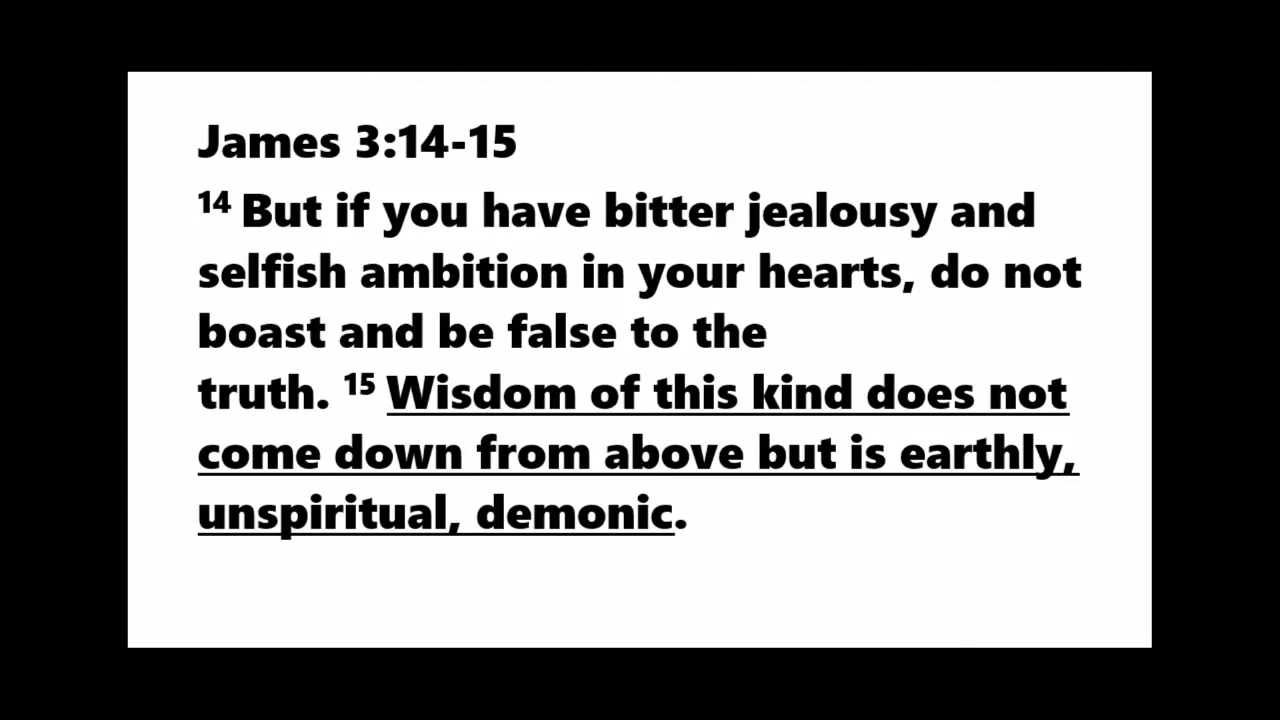 James 3:14-15
14 But if you have bitter jealousy and
selfish ambition in your hearts, do not
boast and be false to the
truth. 15 Wisdom of this kind does not
come down from above but is earthly,
unspiritual, demonic.